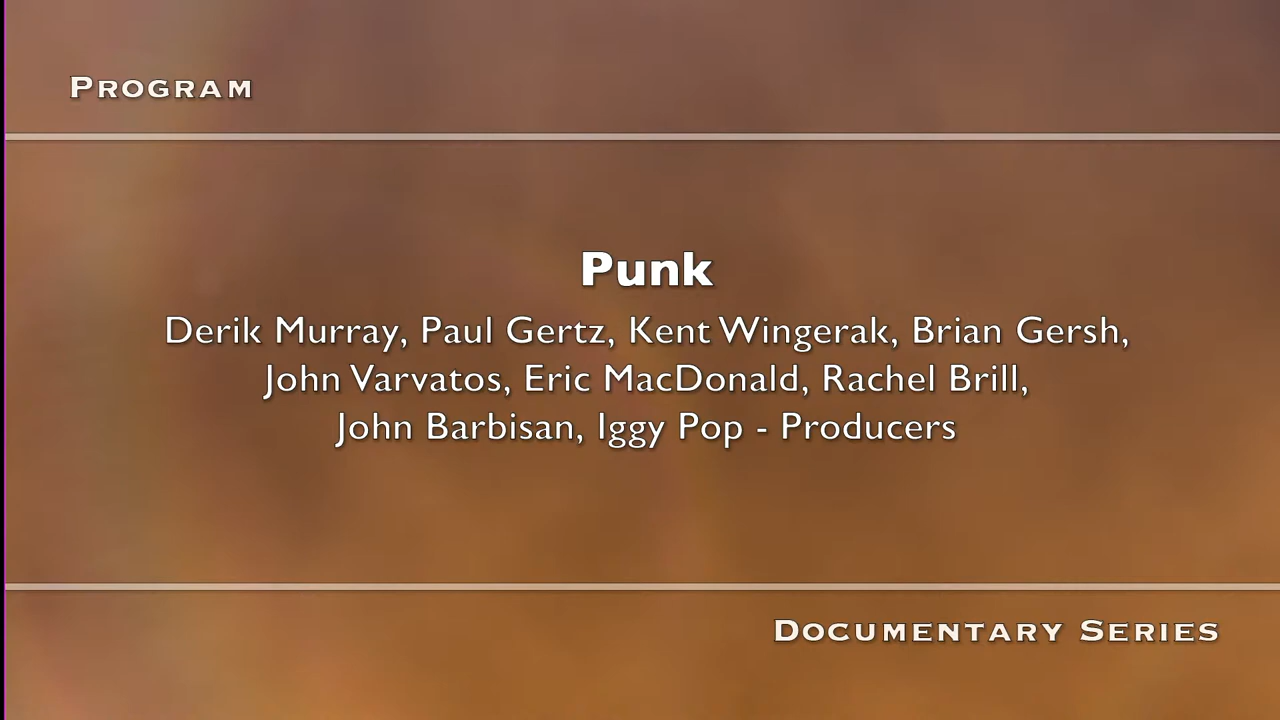 Program
Punk
Derik Murray, Paul Gertz, Kent Wingerak, Brian Gersh,
John Varvatos, Eric MacDonald, Rachel Brill,
John Barbisan, Iggy Pop - Producers
Documentary Series